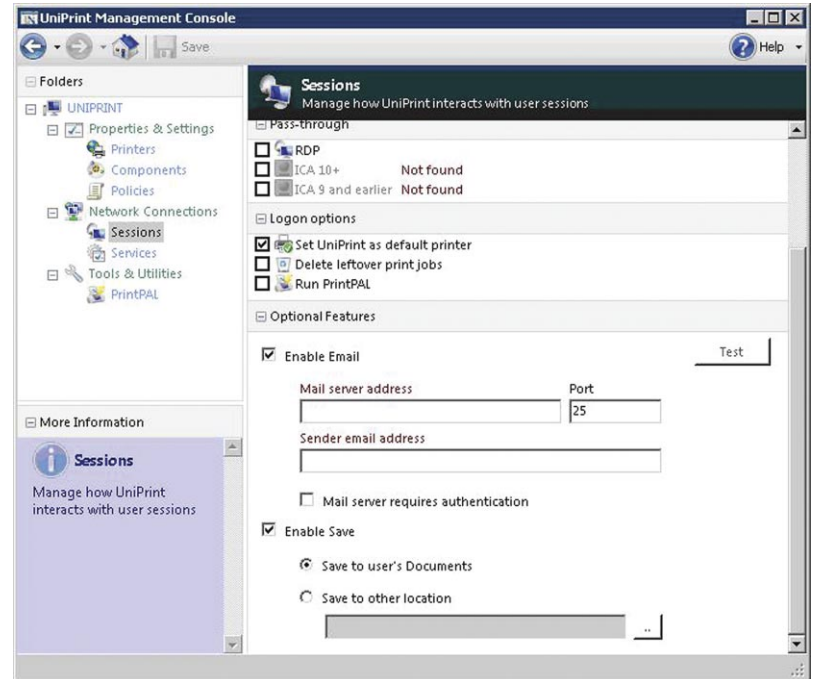 UniPrint Management Console
Save
Help
Folders
UNIPRINT
Properties & Settings
Printers
Components
Policies
Network Connections
Sessions
Services
Tools & Utilities
PrintPAL
More Information
Sessions
Manage how UniPrint
interacts with user sessions
Sessions
Manage how UniPrint interacts with user sessions
Pass-through
RDP
ICA 10+ Not found
ICA 9 and earlier Not found
Logon options
Set UniPrint as default printer
Delete leftover print jobs
Run PrintPAL
Optional Features
Enable Email
Test
Mail server address Port
25
Sender email address
Mail server requires authentication
Enable Save
Save to user's Documents
Save to other location
..